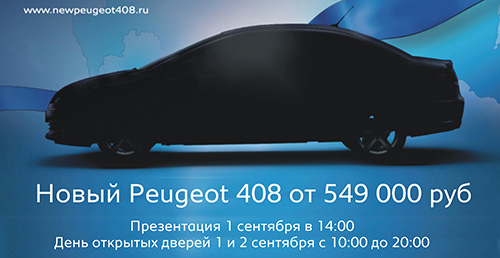 www.newpeugeot408.ru
Новый Peugeot 408 от 549 000 руб
Презентация 1 сентября в 14:00
День открытых дверей 1 и 2 сентября с 10:00 до 20:00